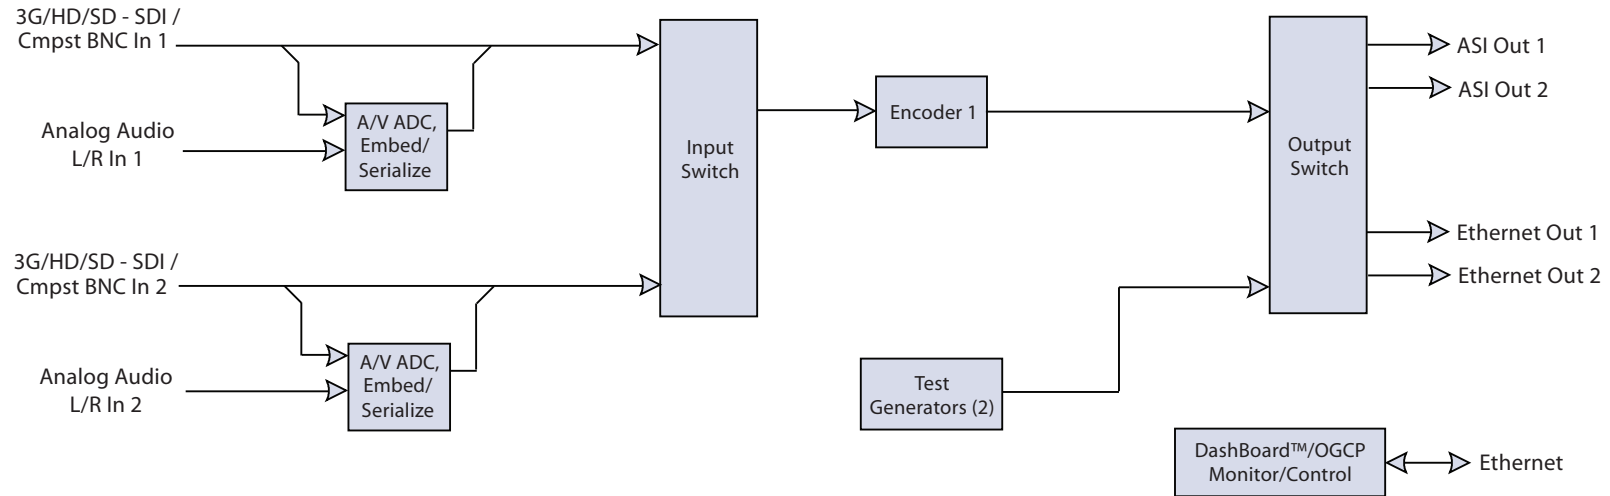 3G/HD/SD - SDI /
Cmpst BNC In 1
Analog Audio
L/R In 1
A/V ADC,
Embed/
Serialize
3G/HD/SD - SDI /
Cmpst BNC In 2
Analog Audio
L/R In 2
A/V ADC,
Embed/
Serialize
Input
Switch
Encoder 1
Test
Generators (2)
Output
Switch
ASI Out 1
ASI Out 2
Ethernet Out 1
Ethernet Out 2
DashBoard™/OGCP
Monitor/Control
Ethernet